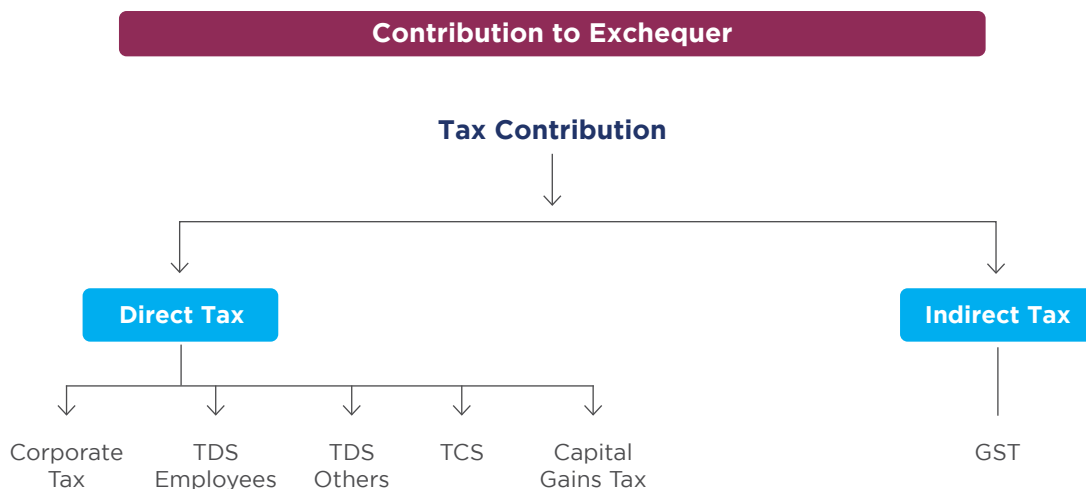 Contribution to Exchequer
Tax Contribution
Direct Tax
Indirect Tax
Corporate
Tax
TDS
Employees
TDS
Others
TCS
Capital
Gains Tax
GST